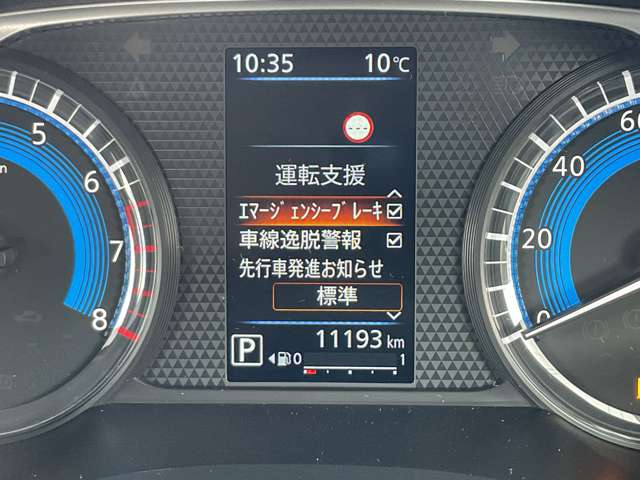 10:35 10℃
運転支援
ｴﾏｰｼﾞｪﾝｼｰﾌﾞﾚｰｷ
車線逸脱警報
先行車発進お知らせ
標準
11193 km
P 0 1
5
6
7
8
60
40
20
0